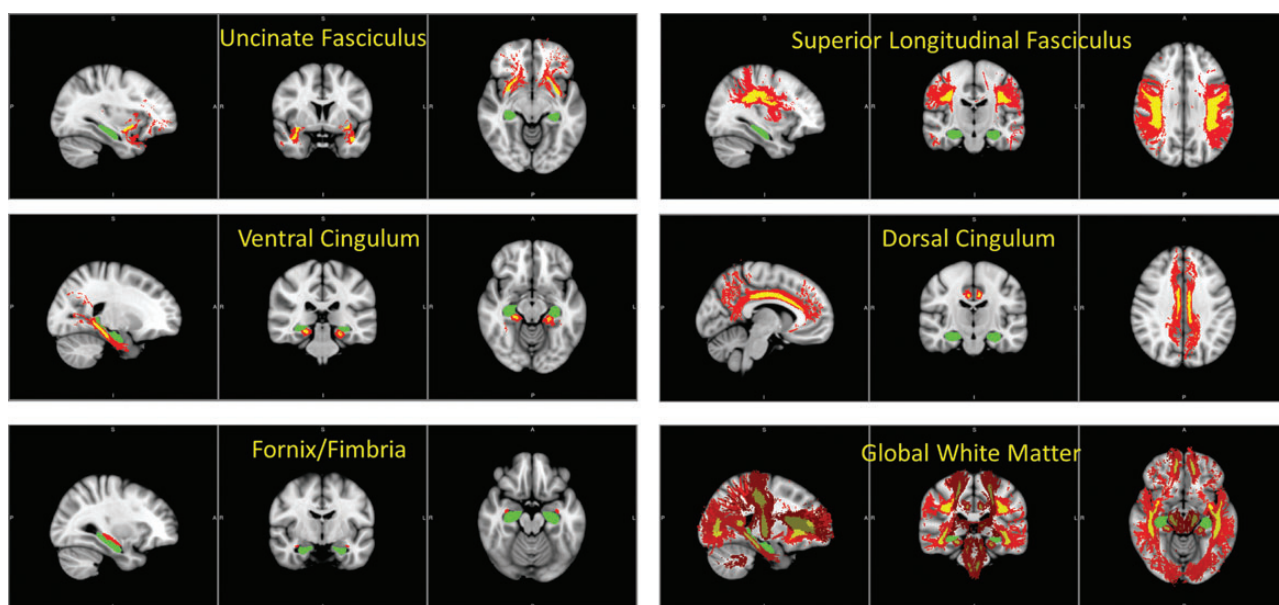 S S A
Uncinate Fasciculus
P A R L R L
I I P
S S A
Superior Longitudinal Fasciculus
P A R L R L
I I P
S S A
Ventral Cingulum
P A R L R L
I I P
S S A
Dorsal Cingulum
P A R L R L
I I P
S S A
Fornix/Fimbria
P A R L R L
S S A
Global White Matter
P A R L R L